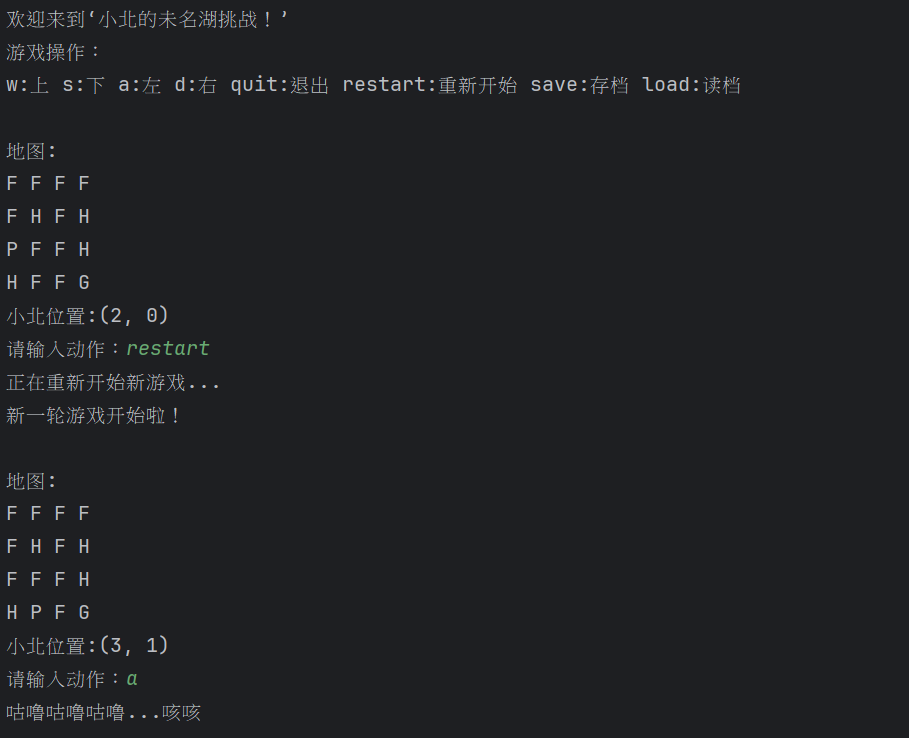 欢迎来到‘小北的未名湖挑战！’
游戏操作：
w:上 s:下 a:左 d:右 quit:退出 restart:重新开始 save:存档 load:读档
地图:
F F F F
F H F H
P F F H
H F F G
小北位置:(2, 0)
请输入动作：restart
正在重新开始新游戏...
新一轮游戏开始啦！
地图:
F F F F
F H F H
F F F H
H P F G
小北位置:(3, 1)
请输入动作：a
咕噜咕噜咕噜...咳咳